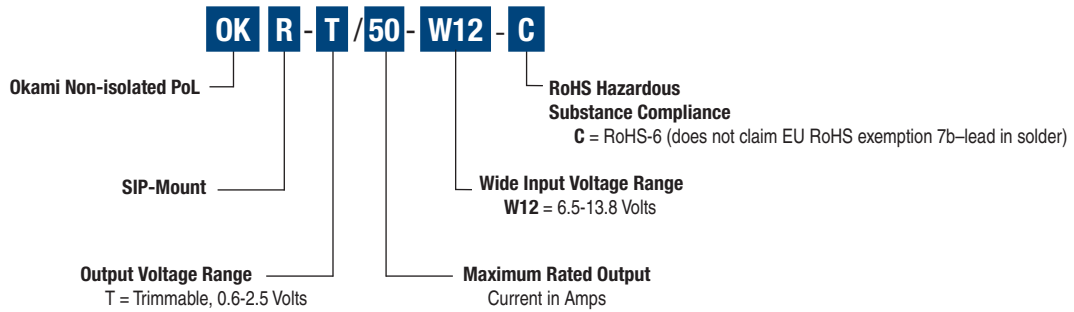 OK R - T / 50 - W12 - C
Okami Non-isolated PoL
RoHS Hazardous
Substance Compliance
C = RoHS-6 (does not claim EU RoHS exemption 7b–lead in solder)
SIP-Mount
Wide Input Voltage Range
W12 = 6.5-13.8 Volts
Output Voltage Range
T = Trimmable, 0.6-2.5 Volts
Maximum Rated Output
Current in Amps